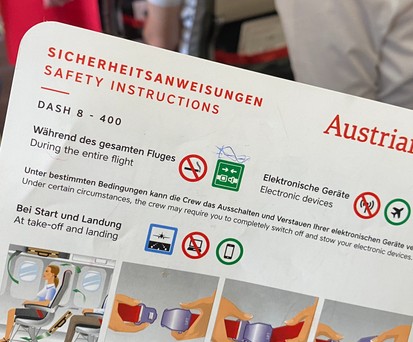 SICHERHEITSANWEISUNGEN
SAFETY INSTRUCTIONS
Austrian
DASH 8 - 400
Während des gesamten Fluges
During the entire flight
Elektronische Geräte
Electronic devices
Unter bestimmten Bedingungen kann die Crew das Ausschalten und Verstauen Ihrer elektronischen Geräte
Under certain circumstances, the crew may require you to completely switch off and stow your electronic devices.
Bei Start und Landung
At take-off and landing